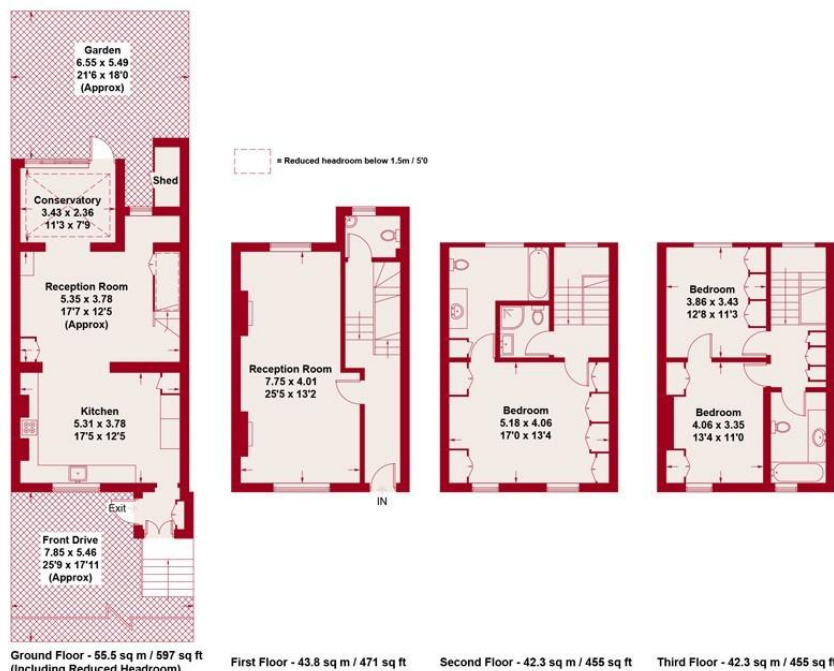 Garden
6.55 x 5.49
21'6 x 18'0
(Approx)
= Reduced headroom below 1.5m / 5'0
Shed
Conservatory
3.43 x 2.36
11'3 x 7'9
Reception Room
5.35 x 3.78
17'7 x 12'5
(Approx)
Kitchen
5.31 x 3.78
17'5 x 12'5
Exit
Front Drive
7.85 x 5.46
25'9 x 17'11
(Approx)
Ground Floor - 55.5 sq m / 597 sq ft
(Including Reduced Headroom)
Reception Room
7.75 x 4.01
25'5 x 13'2
IN
First Floor - 43.8 sq m / 471 sq ft
Bedroom
5.18 x 4.06
17'0 x 13'4
Second Floor - 42.3 sq m / 455 sq ft
Bedroom
3.86 x 3.43
12'8 x 11'3
Bedroom
4.06 x 3.35
13'4 x 11'0
Third Floor - 42.3 sq m / 455 sq ft